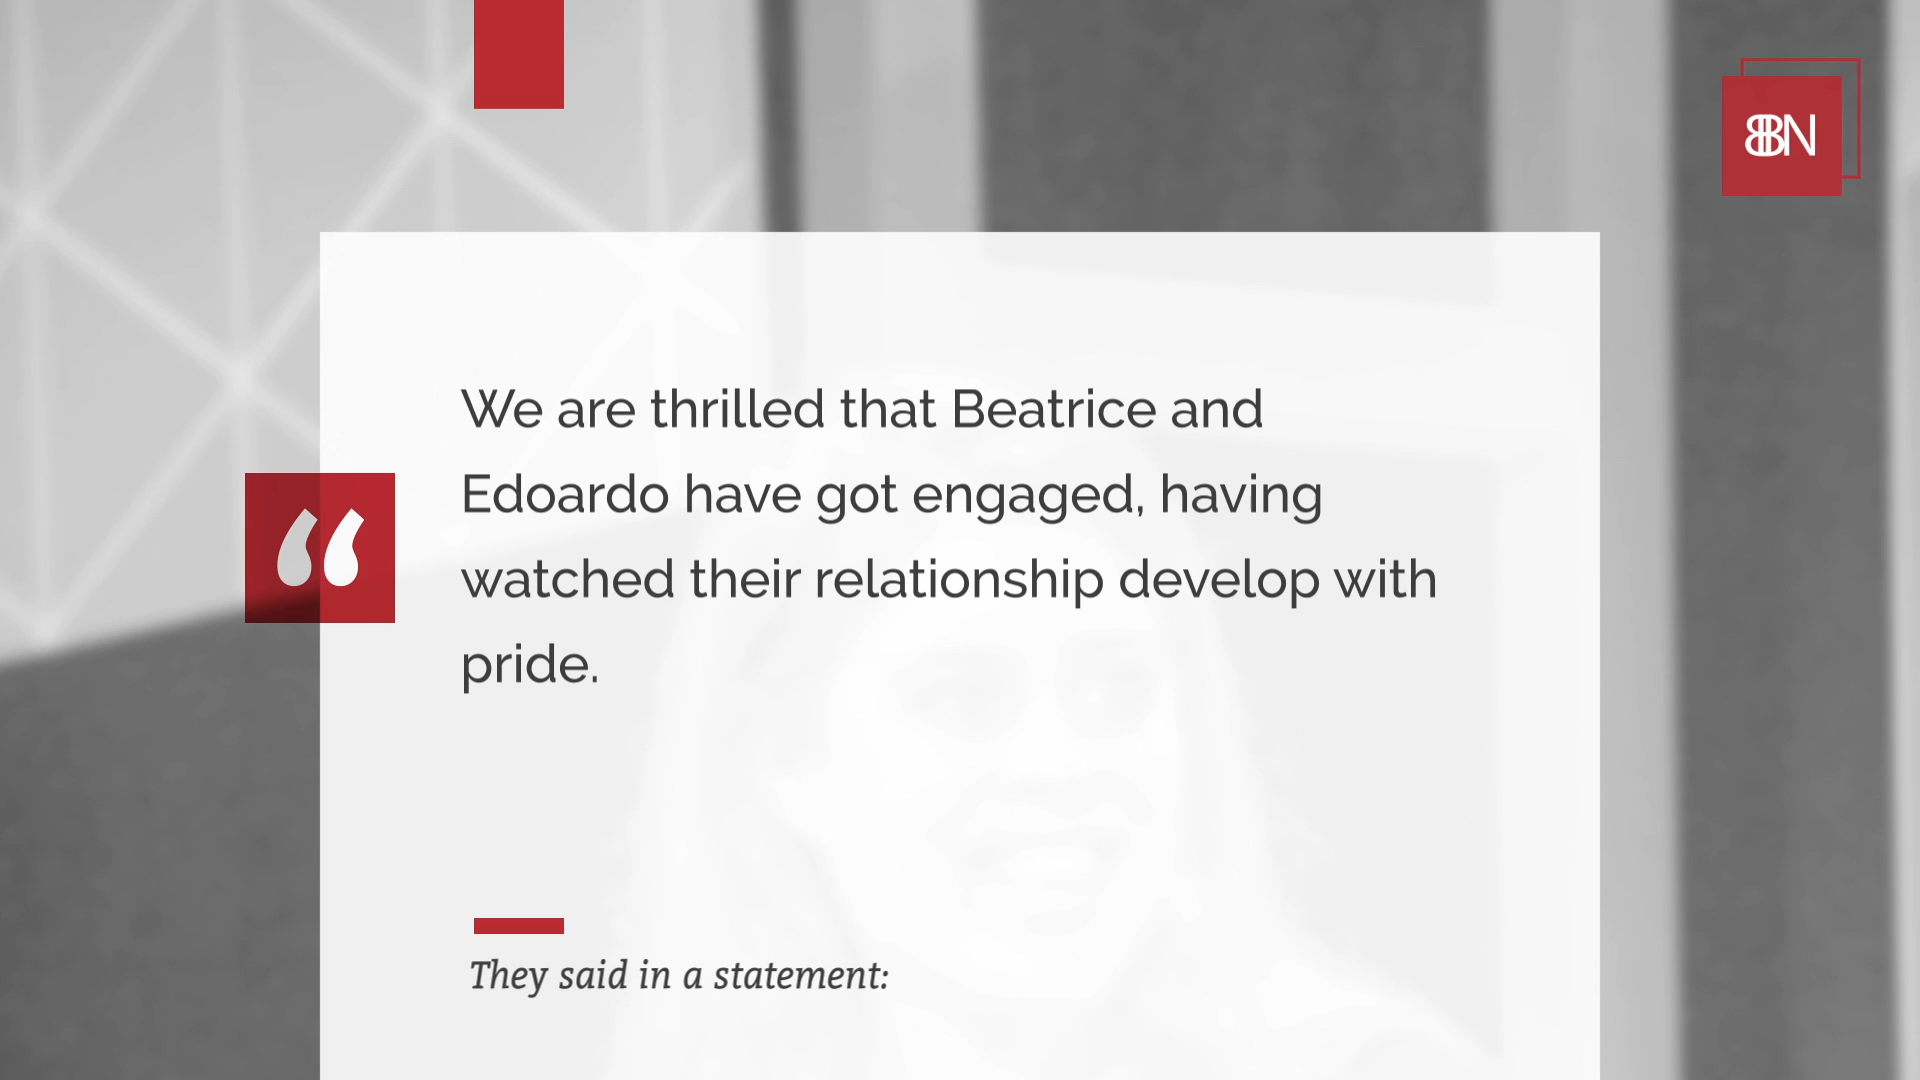 BBN
We are thrilled that Beatrice and
Edoardo have got engaged, having
watched their relationship develop with
pride.
They said in a statement: